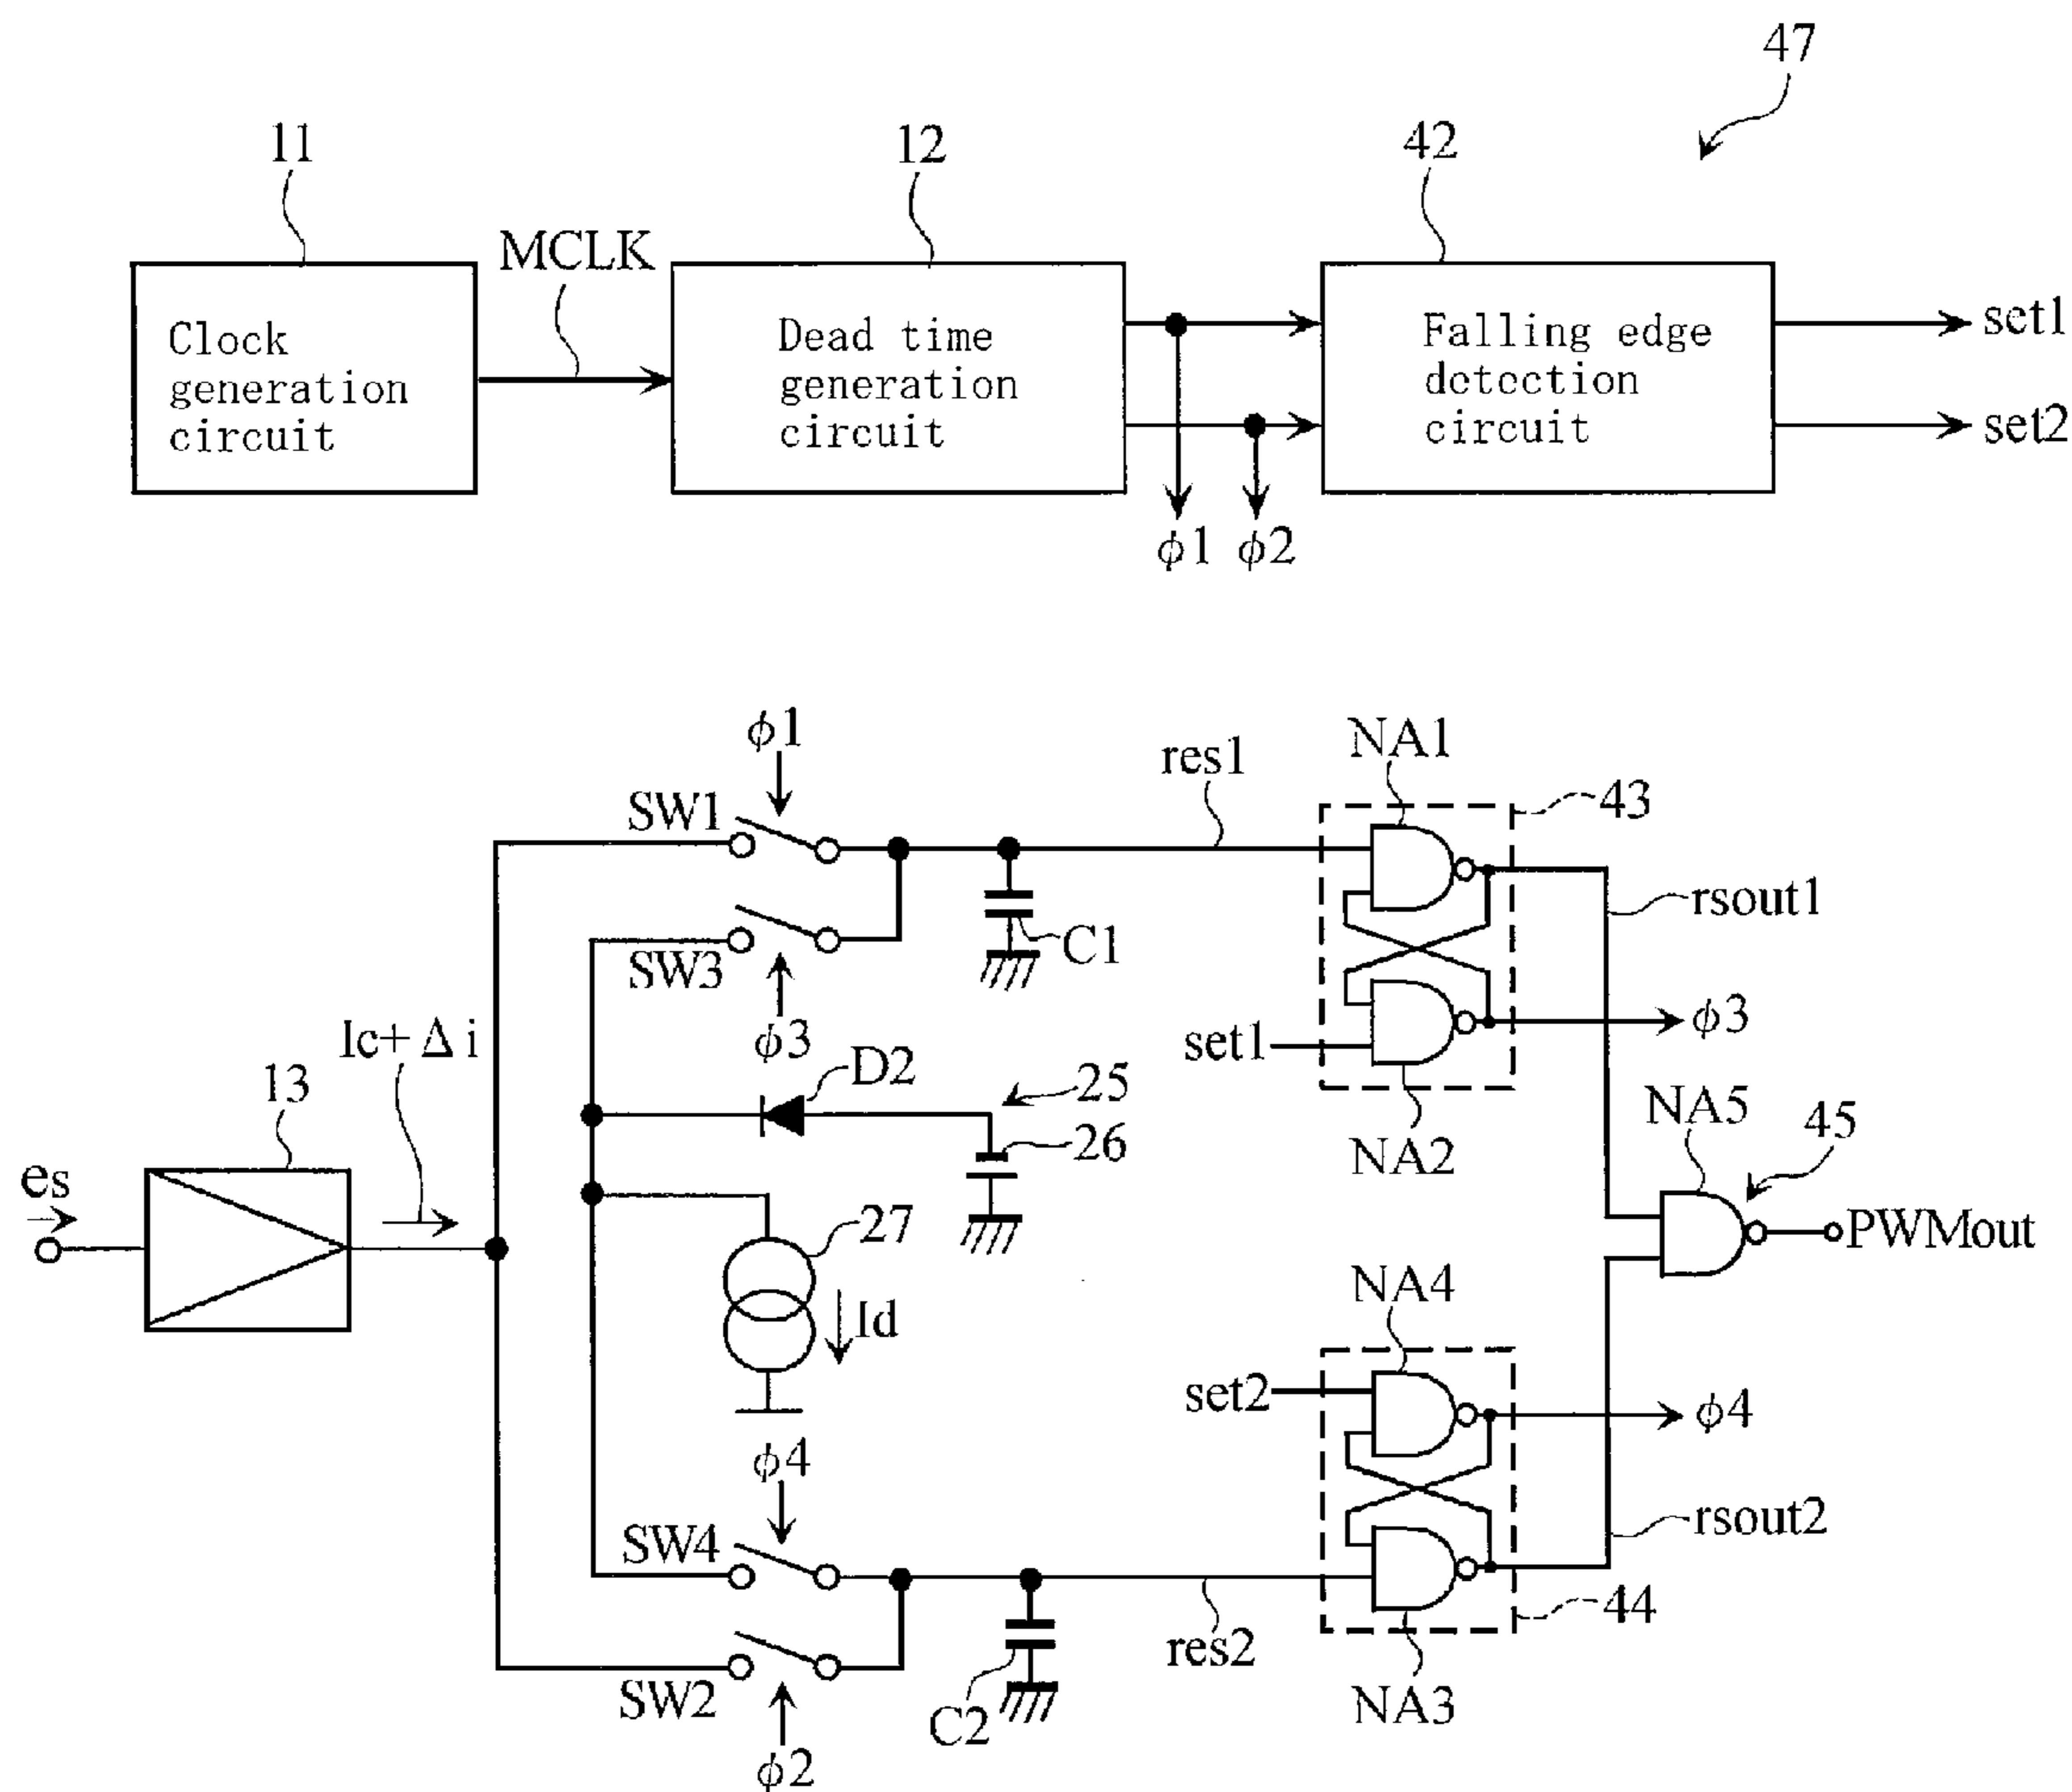 47
11
12
42
MCLK
Clock
generation
circuit
Dead time
generation
circuit
Falling edge
detection
circuit
set1
set2
ϕ1
ϕ2
ϕ1
SW1
res1
NA1
43
rsout1
C1
SW3
ϕ3
set1
ϕ3
Ic+Δi
D2
25
26
NA2
NA5
45
13
es
27
Id
PWMout
NA4
set2
ϕ4
ϕ4
SW4
rsout2
44
res2
SW2
C2
NA3
ϕ2